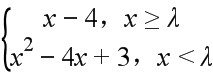 x − 4, x ≥ λ
x² − 4x + 3, x < λ